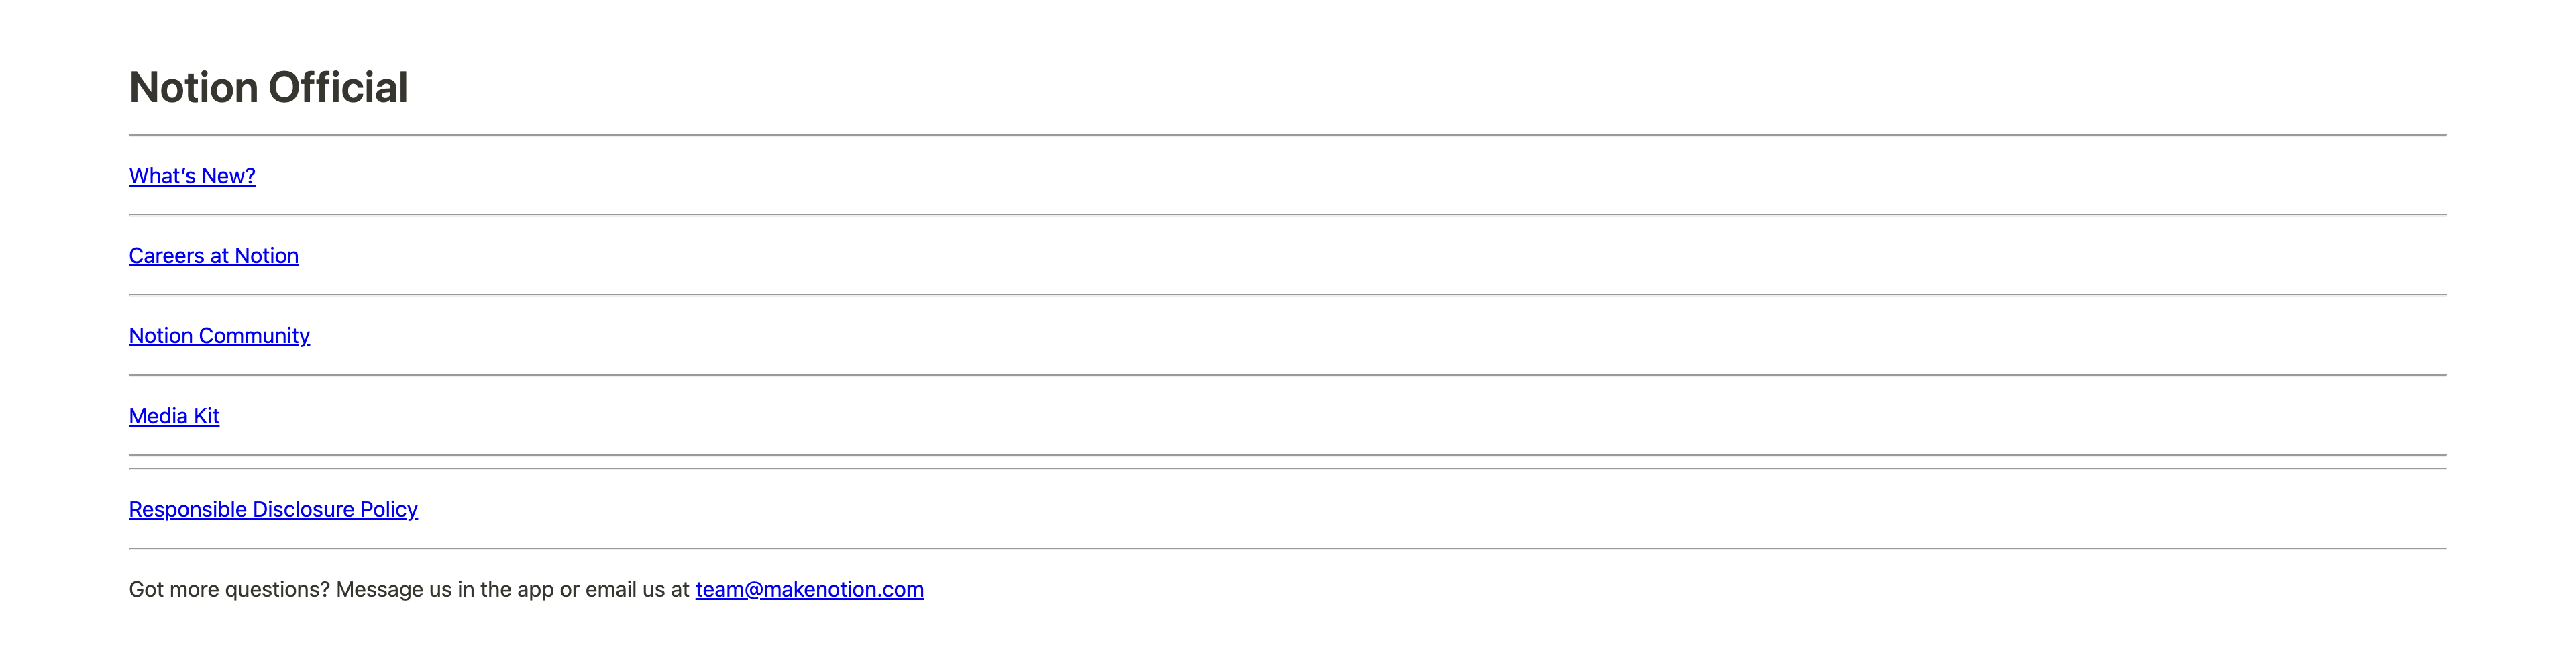 Notion Official
What’s New?
Careers at Notion
Notion Community
Media Kit
Responsible Disclosure Policy
Got more questions? Message us in the app or email us at team@makenotion.com